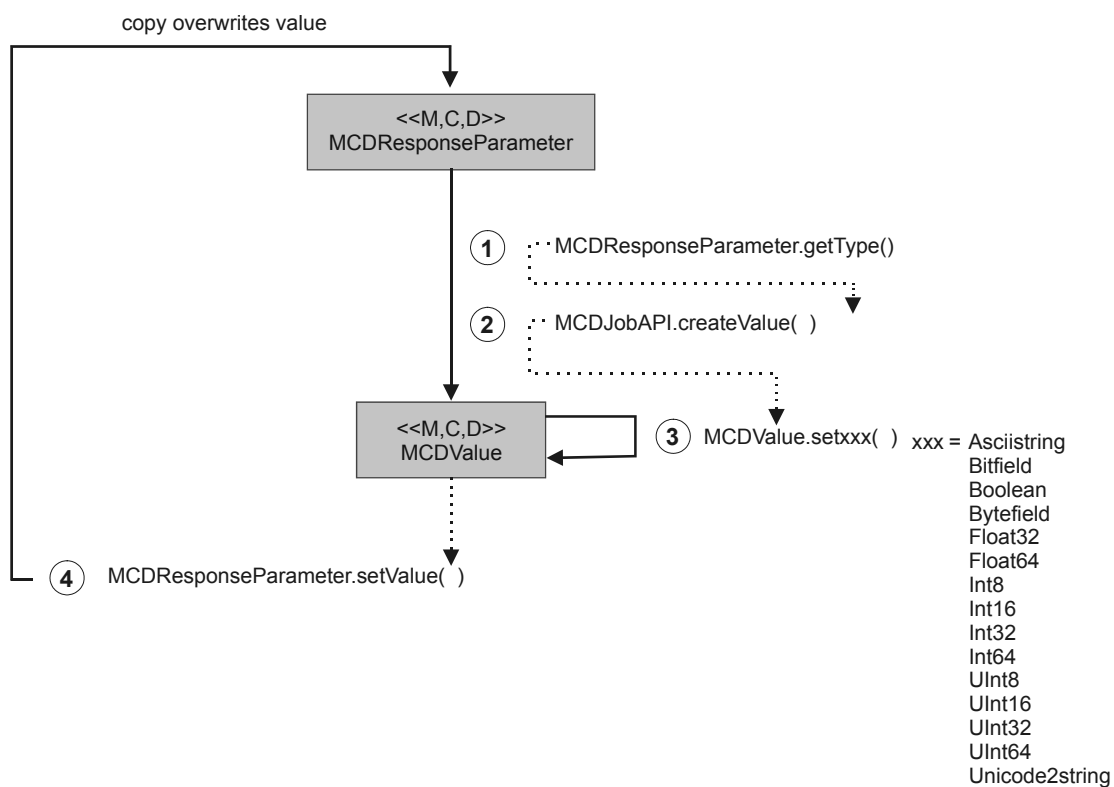 copy overwrites value
<<M,C,D>>
MCDResponseParameter
1 MCDResponseParameter.getType()
2 MCDJobAPI.createValue( )
<<M,C,D>>
MCDValue
3 MCDValue.setxxx( ) xxx = Asciistring
Bitfield
Boolean
Bytefield
Float32
Float64
Int8
Int16
Int32
Int64
UInt8
UInt16
UInt32
UInt64
Unicode2string
4 MCDResponseParameter.setValue( )